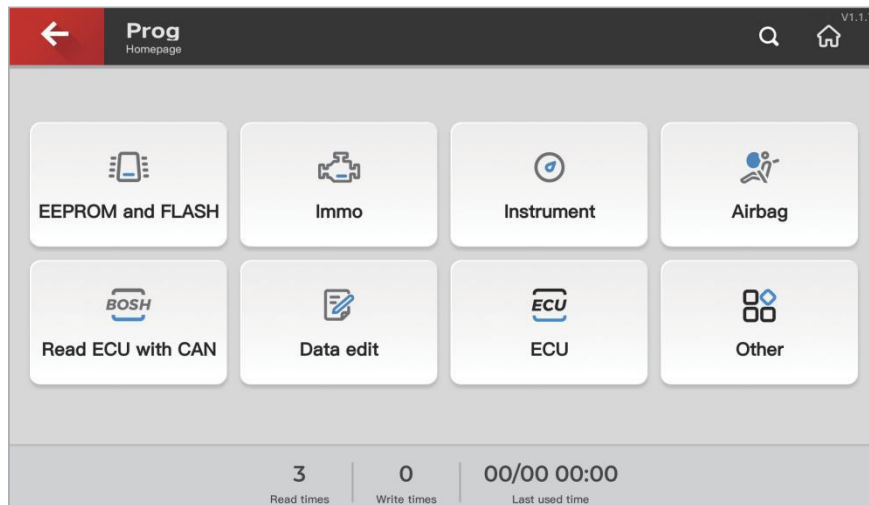 Prog
Homepage
V1.1.
EEPROM and FLASH
Immo
Instrument
Airbag
BOSH
Read ECU with CAN
Data edit
ECU
ECU
Other
3
0
00/00 00:00
Read times
Write times
Last used time